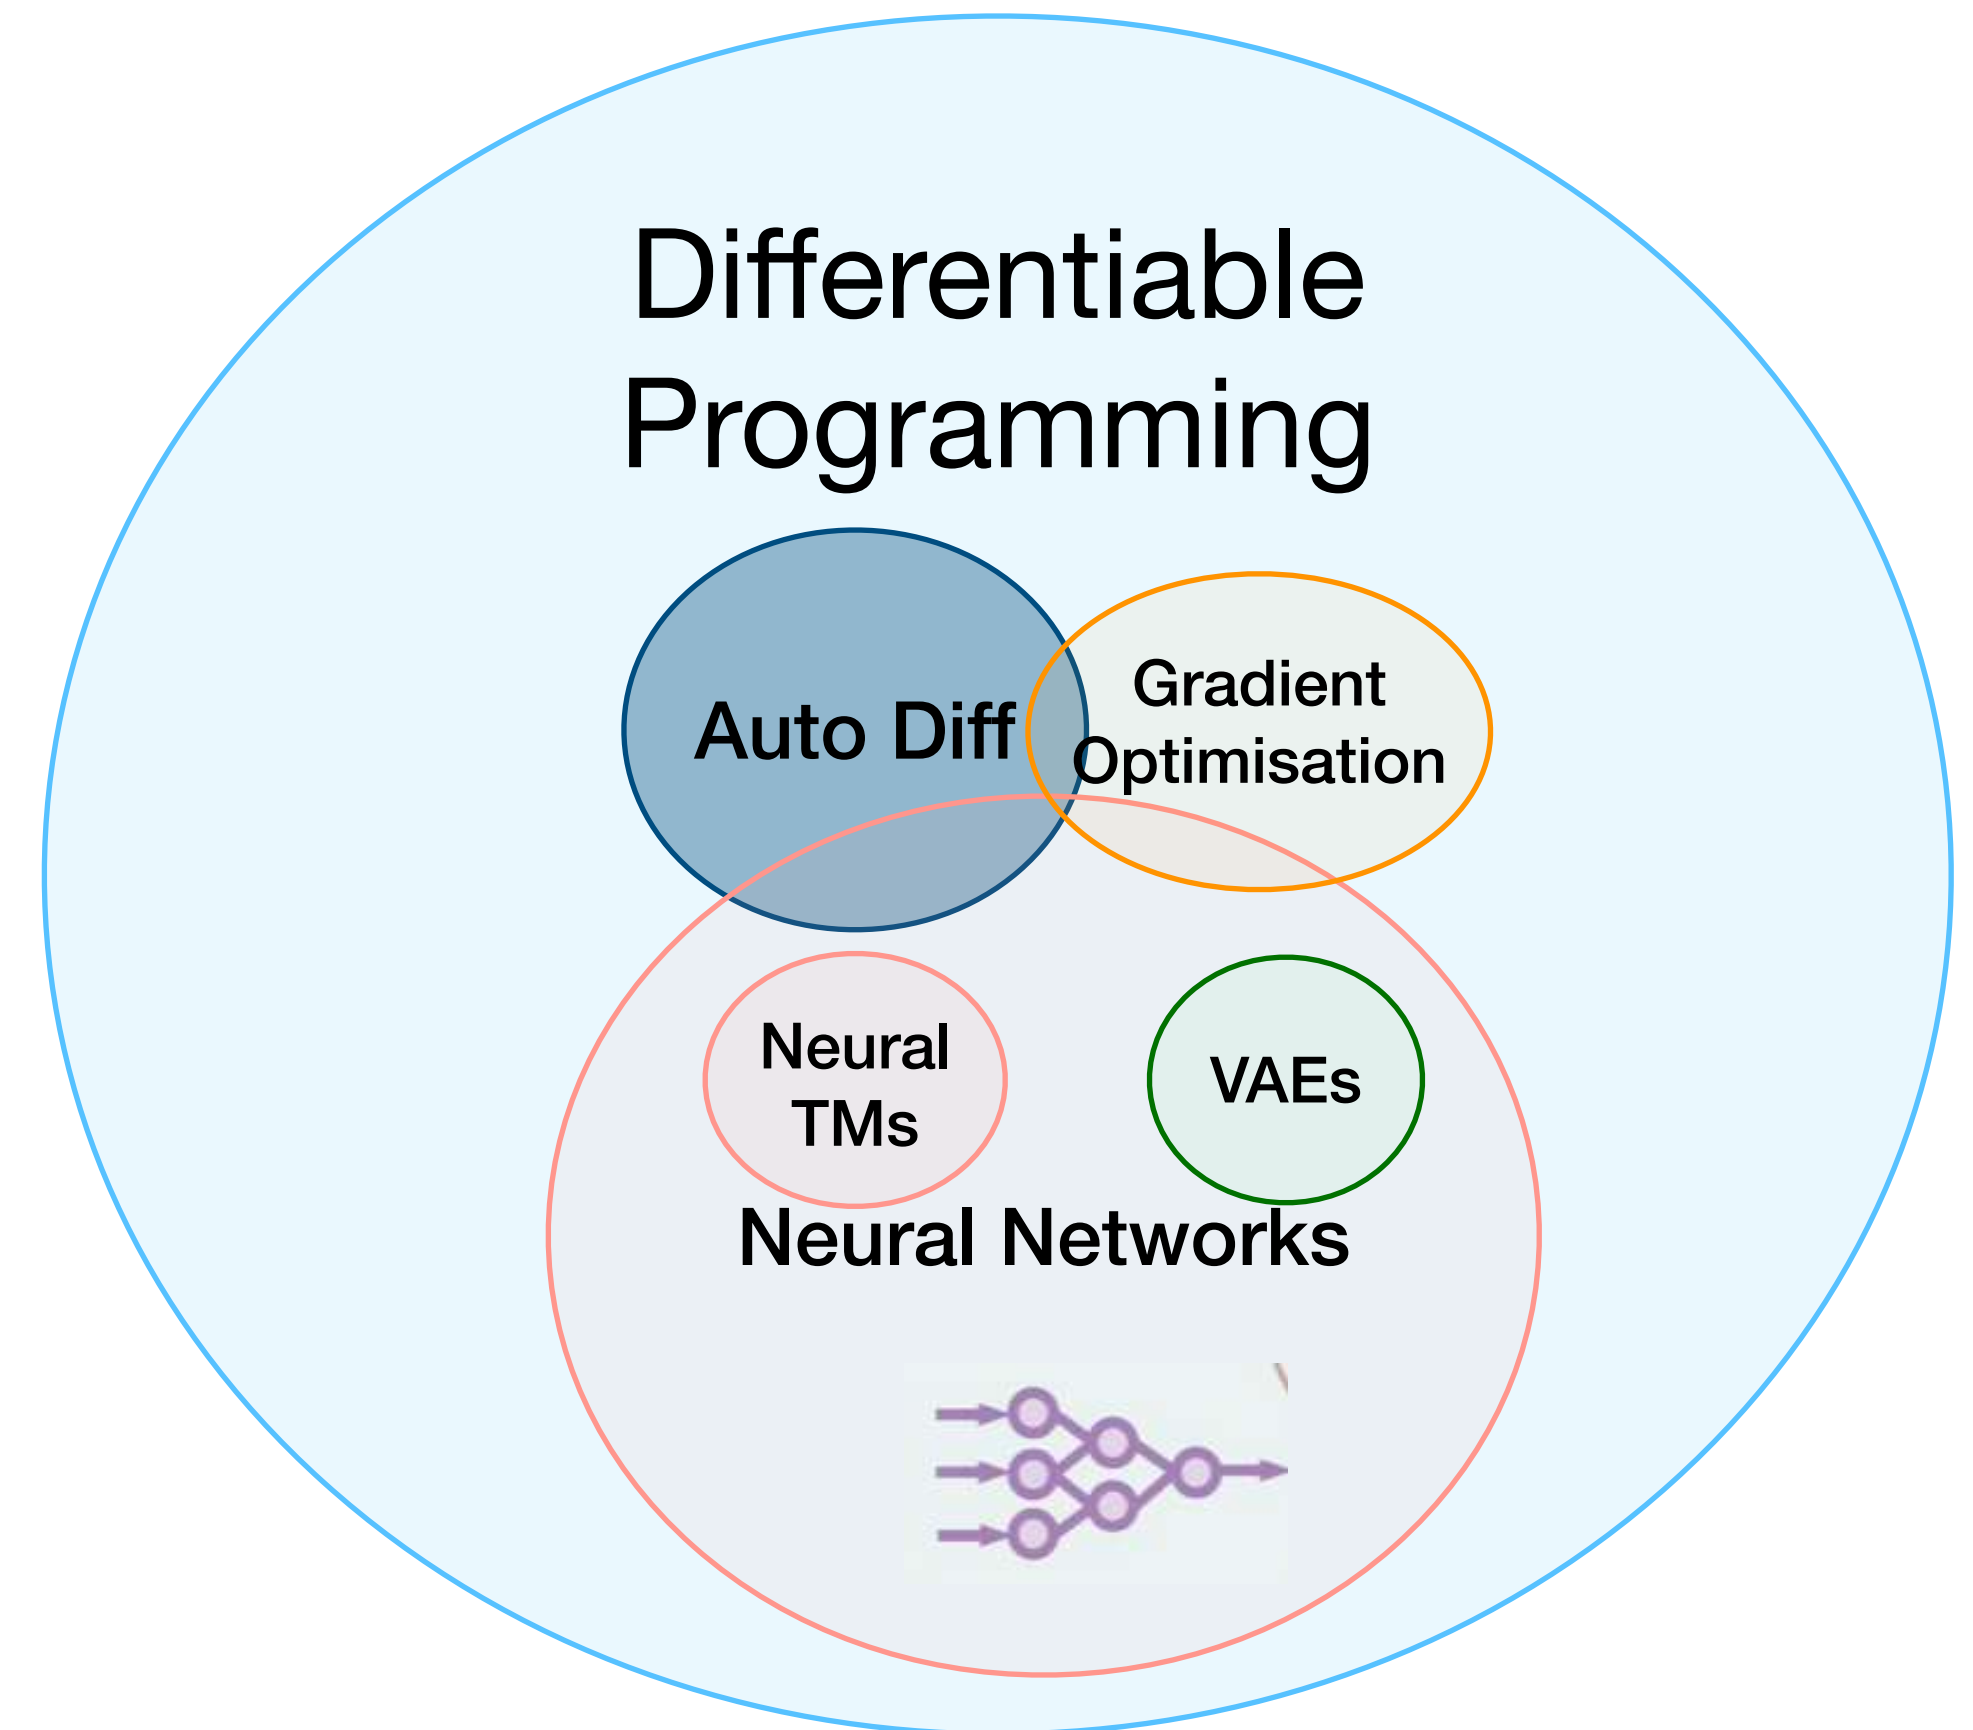 Differentiable
Programming
Auto Diff
Gradient
Optimisation
Neural
TMs
VAEs
Neural Networks